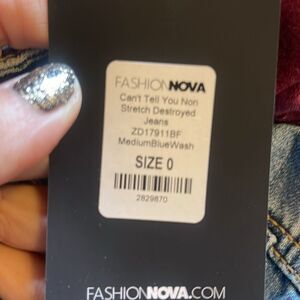 FASHIONNOVA
Can't Tell You Non
Stretch Destroyed
Jeans
ZD17911BF
MediumBlueWash
SIZE 0
2829870
FASHIONNOVA.COM